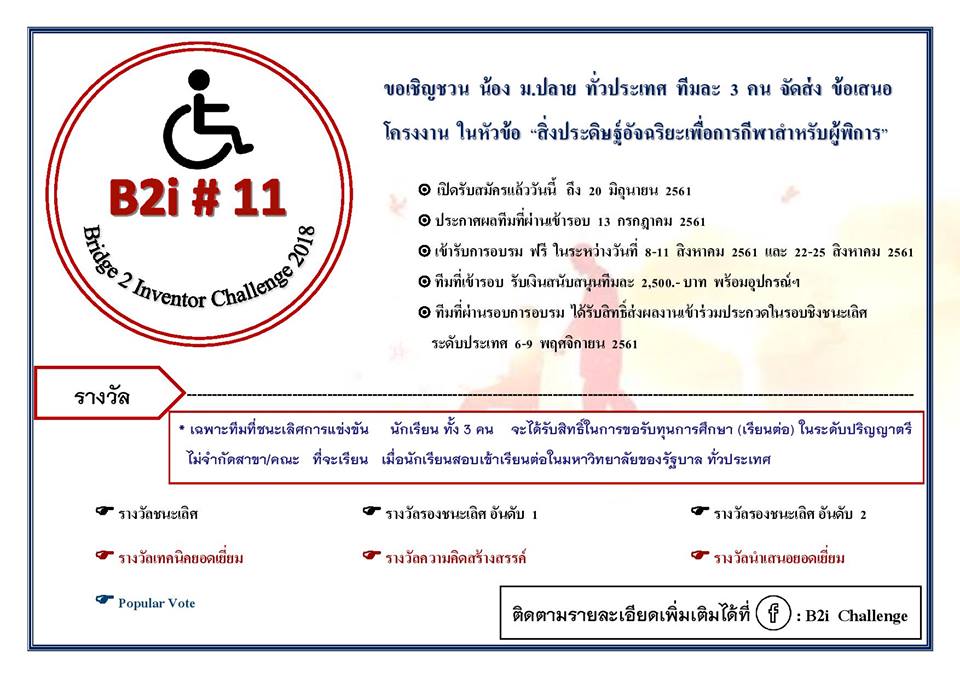 B2i # 11
Bridge 2 Inventor Challenge 2018
ขอเชิญชวน น้อง ม.ปลาย ทั่วประเทศ ทีมละ 3 คน จัดส่ง ข้อเสนอ
โครงงาน ในหัวข้อ “สิ่งประดิษฐ์อัจฉริยะเพื่อการกีฬาสำหรับผู้พิการ”
เปิดรับสมัครแล้ววันนี้ ถึง 20 มิถุนายน 2561
ประกาศผลทีมที่ผ่านเข้ารอบ 13 กรกฎาคม 2561
เข้ารับการอบรม ฟรี ในระหว่างวันที่ 8-11 สิงหาคม 2561 และ 22-25 สิงหาคม 2561
ทีมที่เข้ารอบ รับเงินสนับสนุนทีมละ 2,500.- บาท พร้อมอุปกรณ์ฯ
ทีมที่ผ่านรอบการอบรม ได้รับสิทธิ์ส่งผลงานเข้าร่วมประกวดในรอบชิงชนะเลิศ
ระดับประเทศ 6-9 พฤศจิกายน 2561
รางวัล
* เฉพาะทีมที่ชนะเลิศการแข่งขัน นักเรียน ทั้ง 3 คน จะได้รับสิทธิ์ในการขอรับทุนการศึกษา (เรียนต่อ) ในระดับปริญญาตรี
ไม่จำกัดสาขา/คณะ ที่จะเรียน เมื่อนักเรียนสอบเข้าเรียนต่อในมหาวิทยาลัยของรัฐบาล ทั่วประเทศ
รางวัลชนะเลิศ รางวัลรองชนะเลิศ อันดับ 1 รางวัลรองชนะเลิศ อันดับ 2
รางวัลเทคนิคยอดเยี่ยม รางวัลความคิดสร้างสรรค์ รางวัลนำเสนอยอดเยี่ยม
Popular Vote
ติดตามรายละเอียดเพิ่มเติมได้ที่ f : B2i Challenge